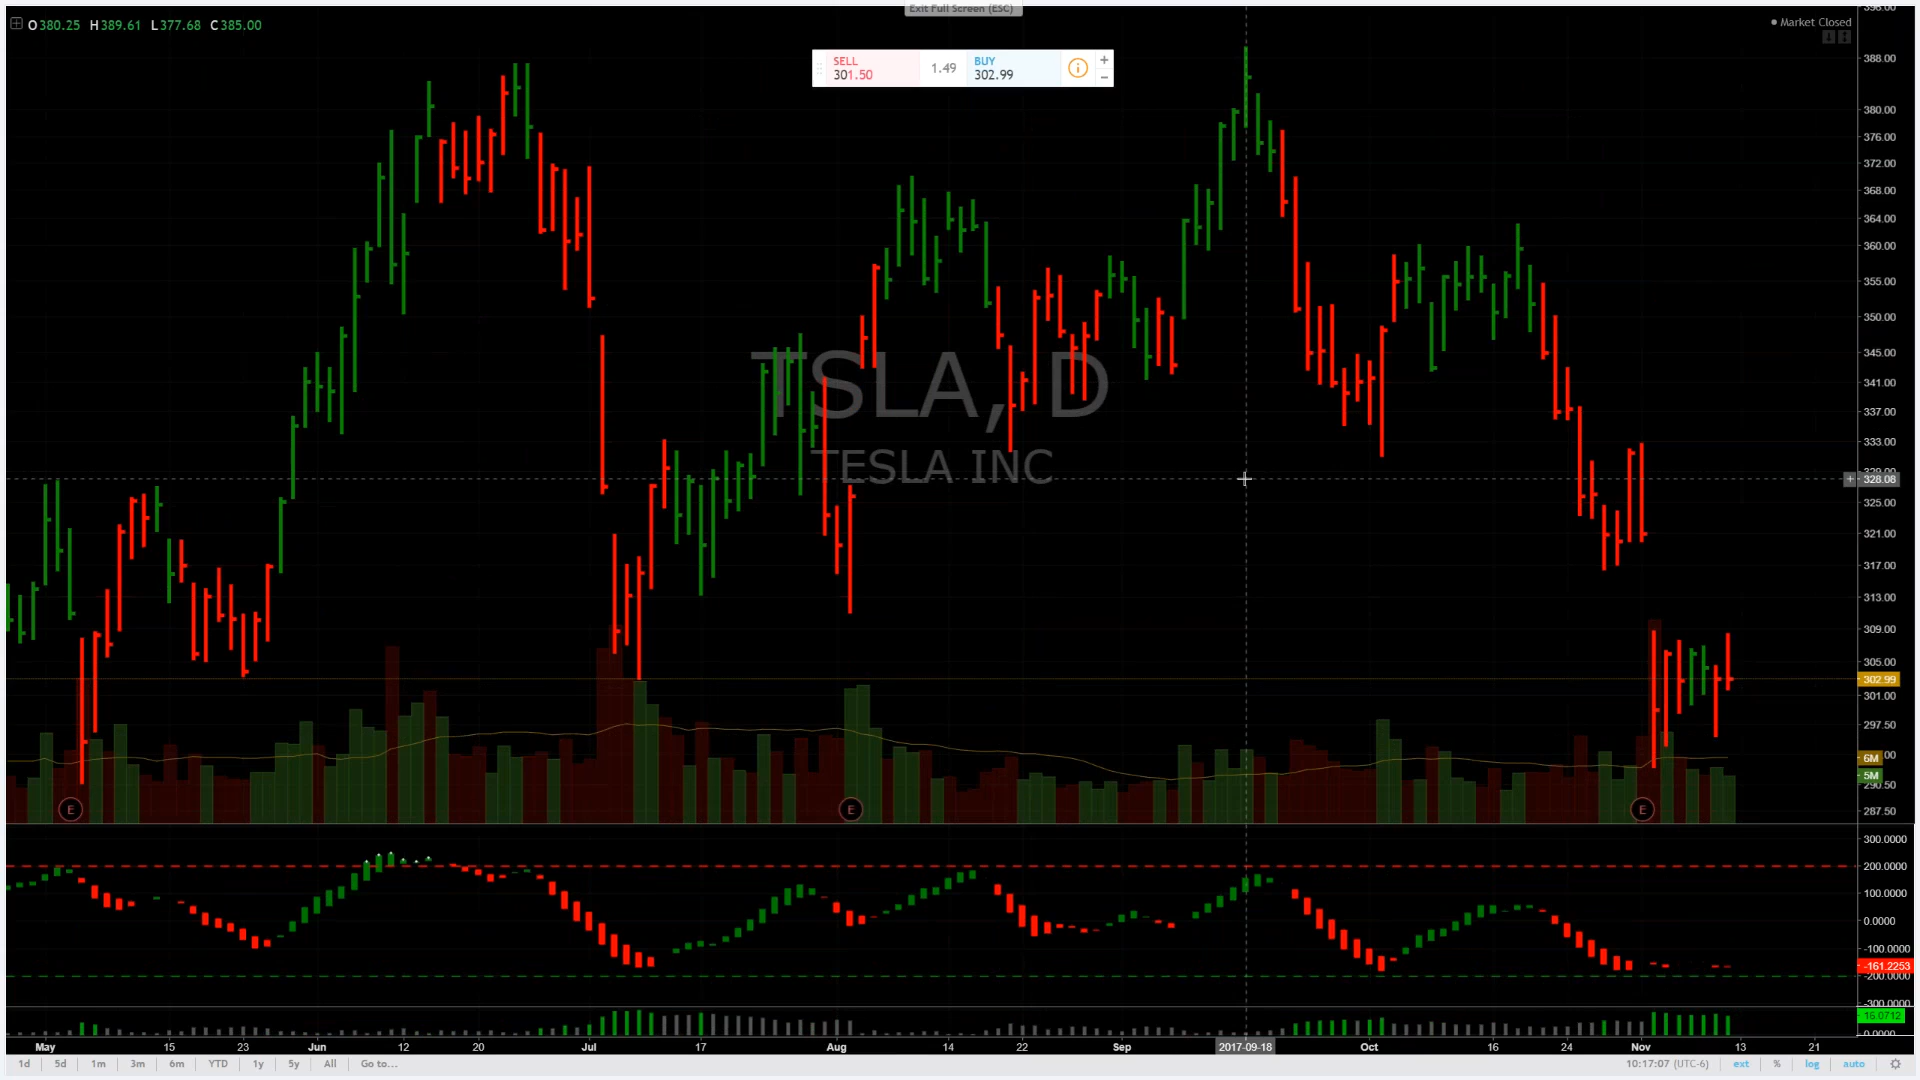 Exit Full Screen (ESC)
O380.25 H389.61 L377.68 C385.00
Market Closed
SELL
301.50
1.49
BUY
302.99
TSLA, D
TESLA INC
388.00
380.00
376.00
372.00
368.00
364.00
360.00
355.00
350.00
345.00
341.00
337.00
333.00
328.08
325.00
321.00
317.00
313.00
309.00
305.00
302.99
301.00
297.50
6M
5M
290.50
287.50
E
E
E
300.0000
200.0000
100.0000
0.0000
-100.0000
-161.2253
-200.0000
-300.0000
16.0712
0.0000
May 15 23 Jun 12 20 Jul 17 Aug 14 22 Sep 2017-09-18 Oct 16 24 Nov 13 21
1d 5d 1m 3m 6m YTD 1y 5y All Go to... 10:17:07 (UTC-6) ext % log auto